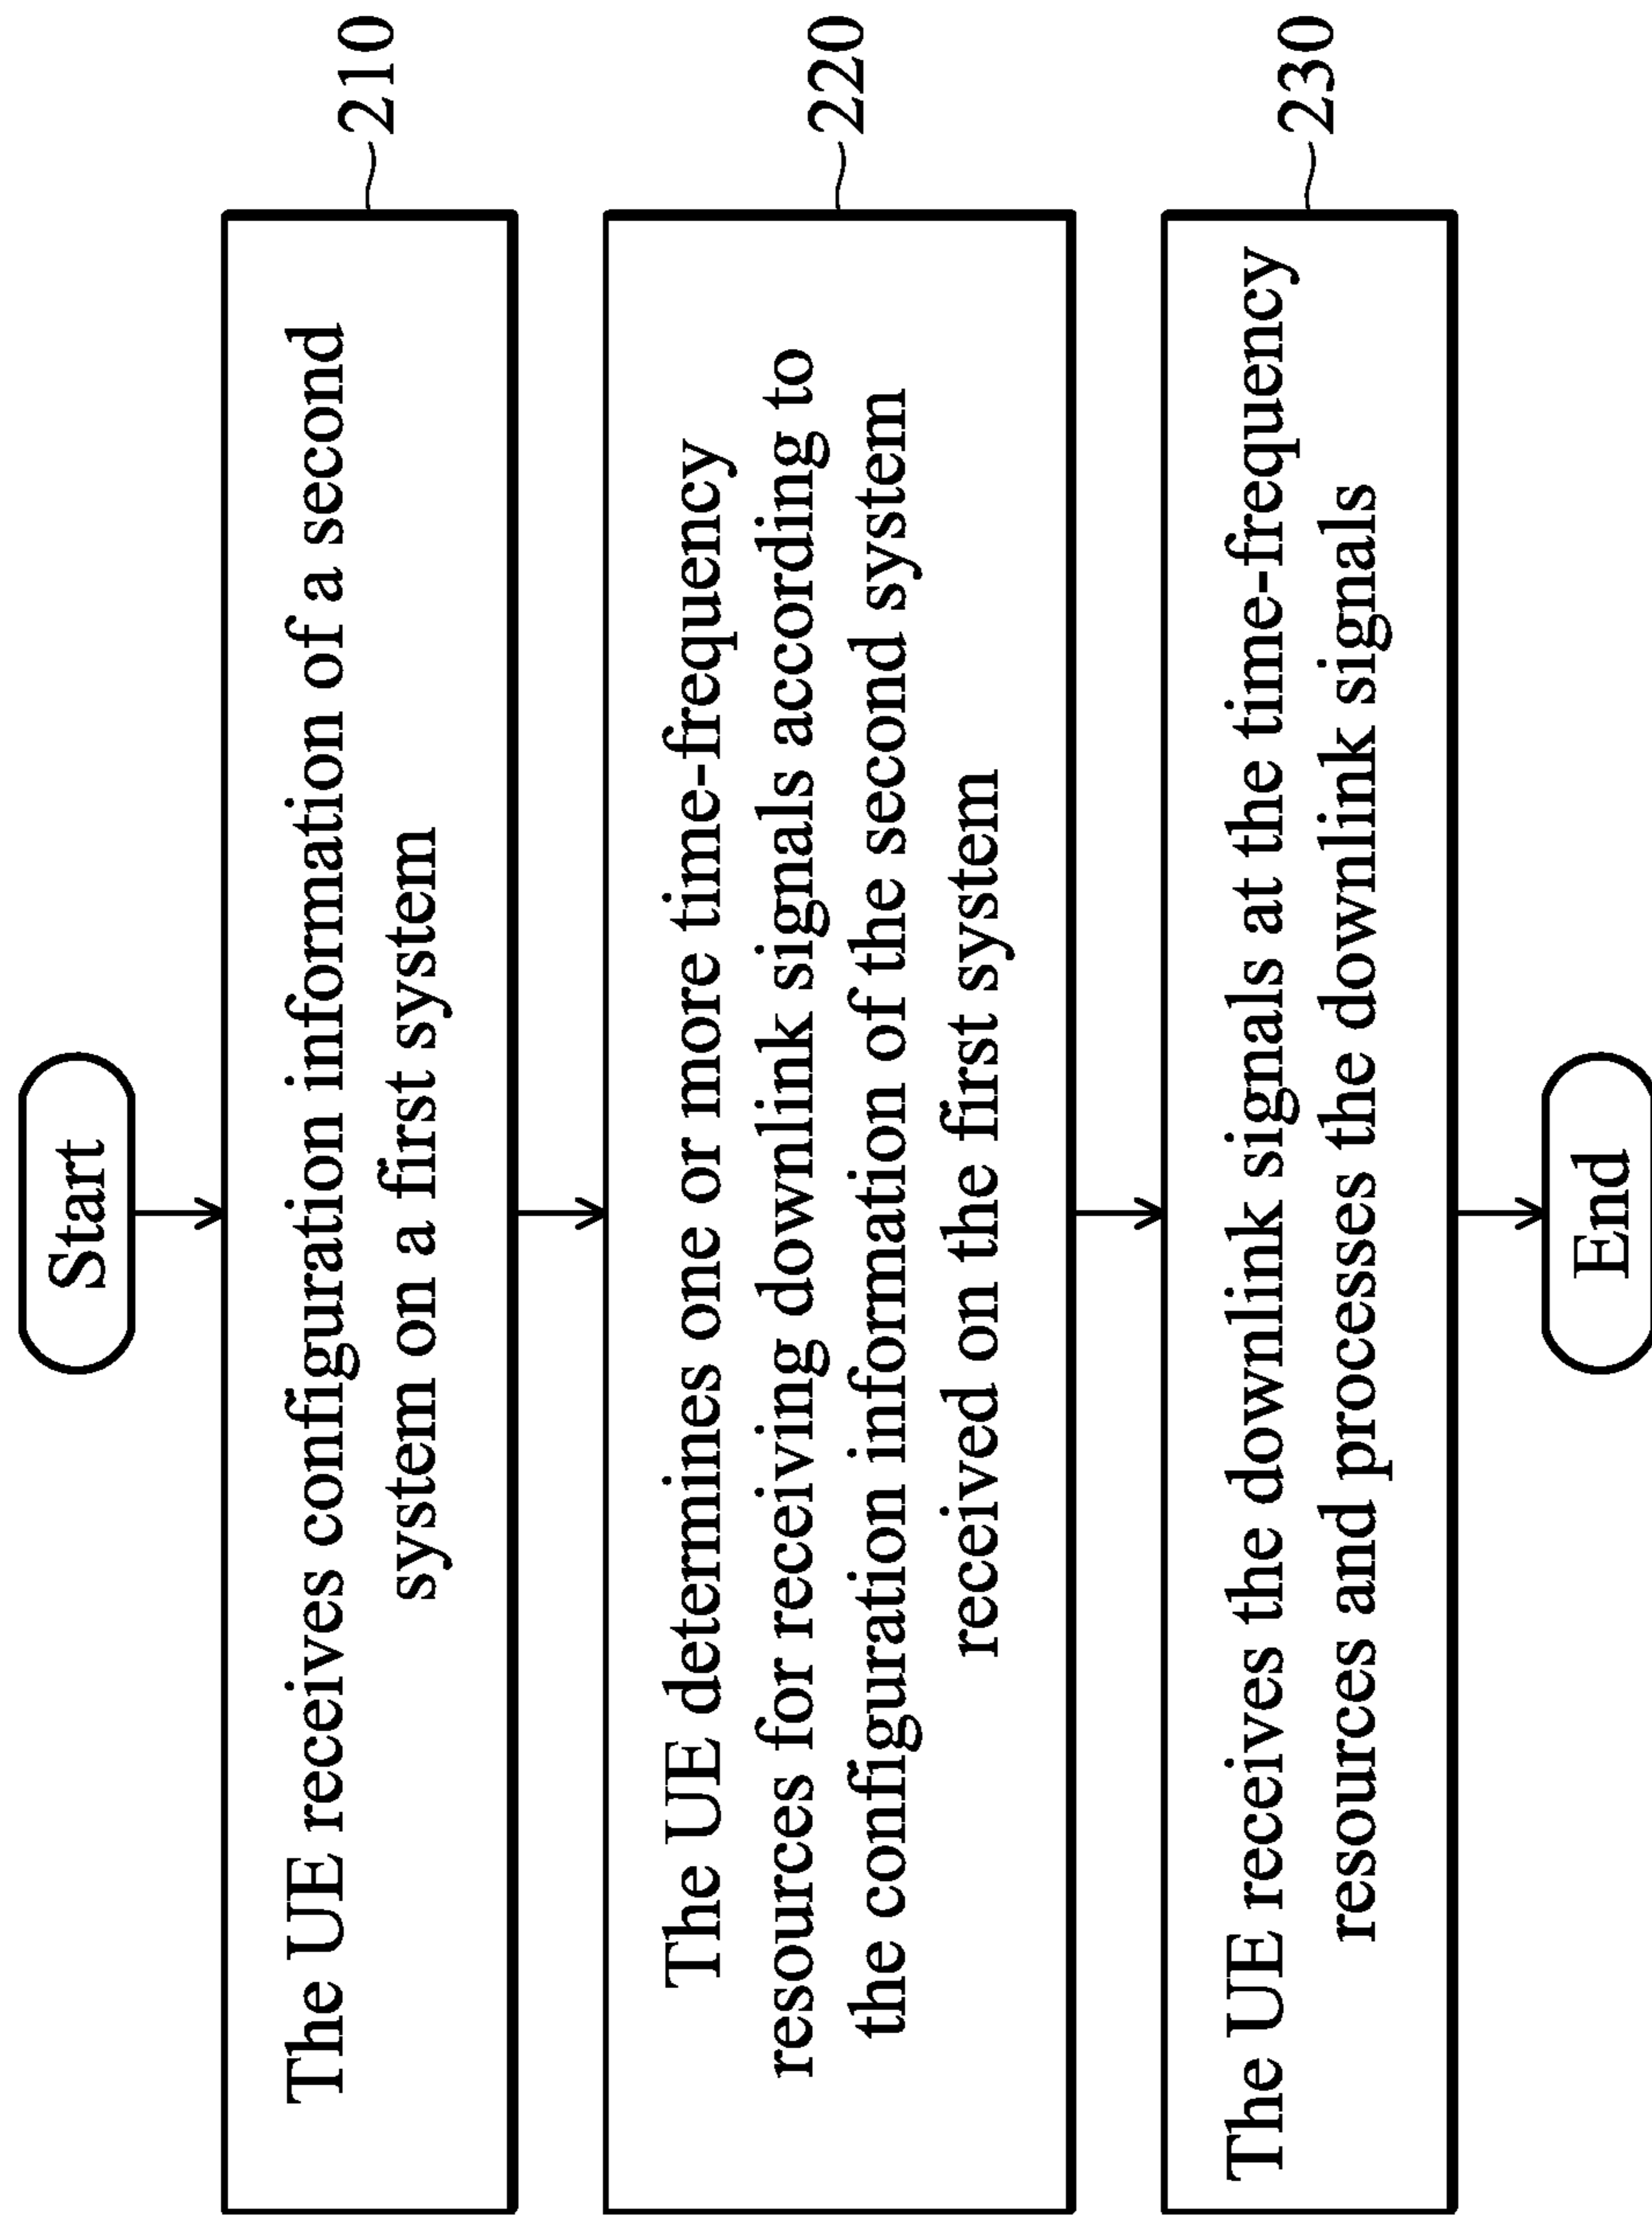 Start
The UE receives configuration information of a second
system on a first system
210
The UE determines one or more time-frequency
resources for receiving downlink signals according to
the configuration information of the second system
received on the first system
220
The UE receives the downlink signals at the time-frequency
resources and processes the downlink signals
230
End